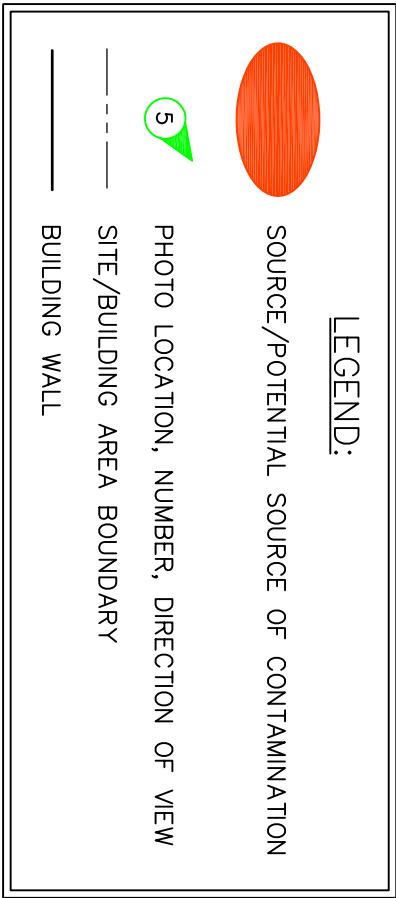 LEGEND:
SOURCE/POTENTIAL SOURCE OF CONTAMINATION
5 PHOTO LOCATION, NUMBER, DIRECTION OF VIEW
SITE/BUILDING AREA BOUNDARY
BUILDING WALL